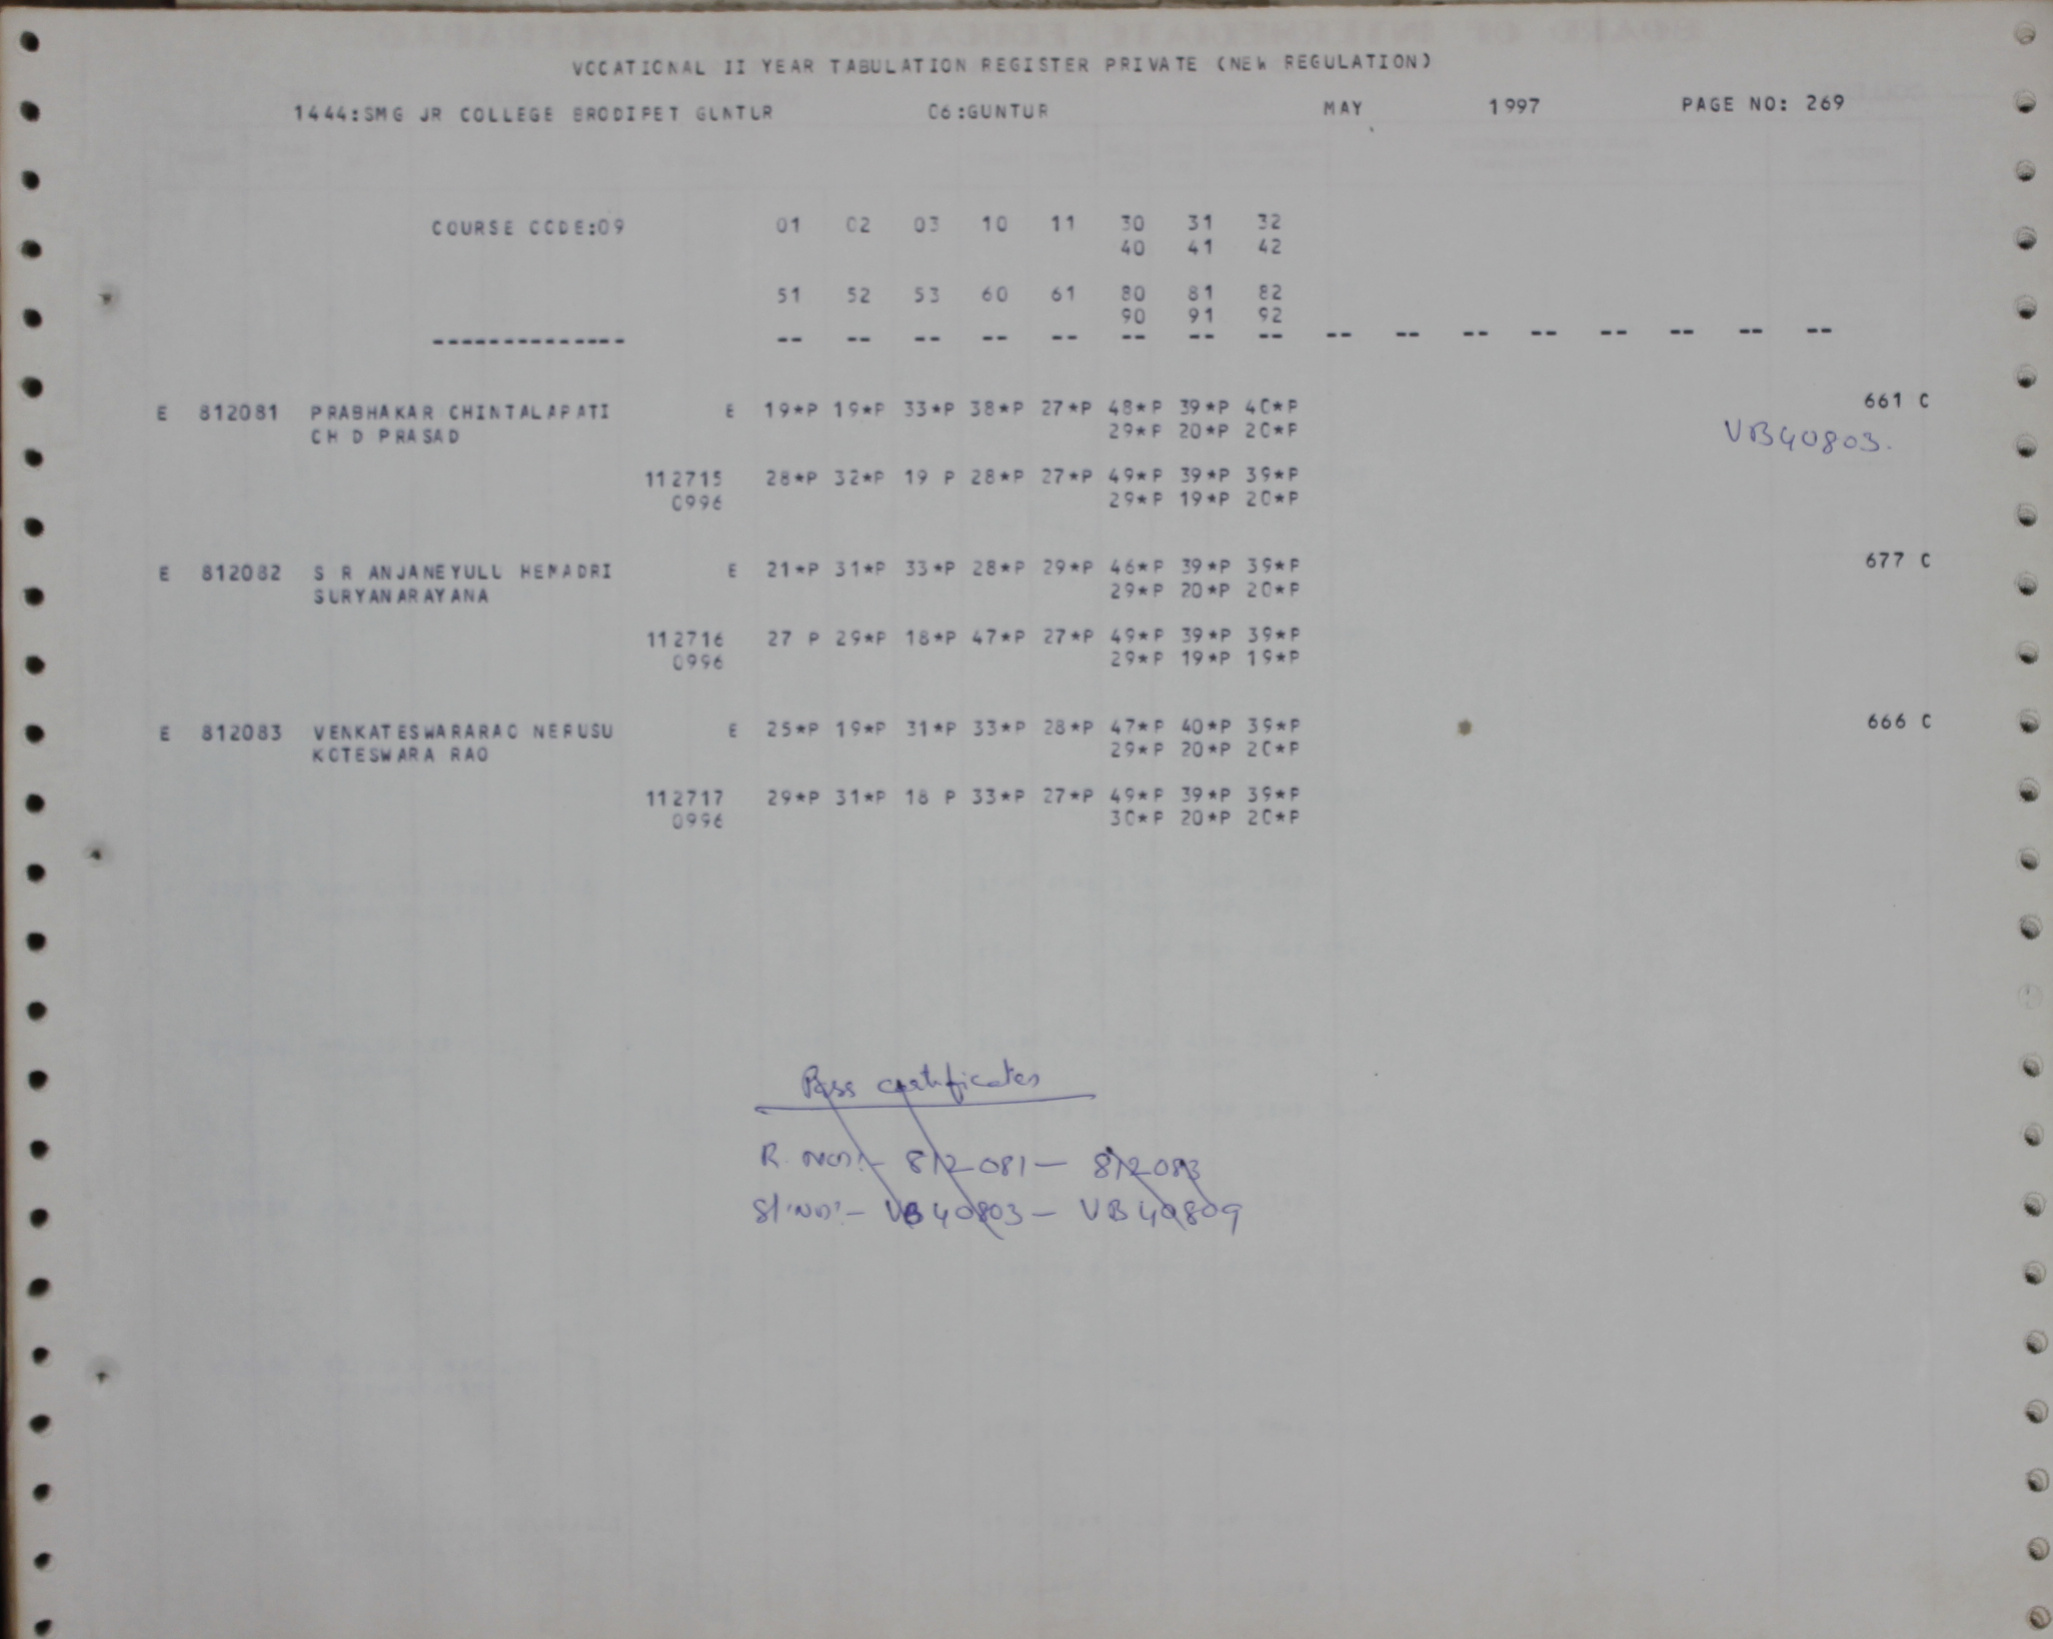 VOCATIONAL II YEAR TABULATION REGISTER PRIVATE (NEW REGULATION)
1444:SMG JR COLLEGE BRODIPET GUNTUR 06:GUNTUR MAY 1997 PAGE NO: 269
COURSE CODE:09 01 02 03 10 11 30 31 32
40 41 42
51 52 53 60 61 80 81 82
90 91 92
-------------- -- -- -- -- -- -- -- -- -- -- -- -- -- -- -- --
E 812081 PRABHAKAR CHINTALAPATI E 19*P 19*P 33*P 38*P 27*P 48*P 39*P 40*P 661 C
CH D PRASAD 29*P 20*P 20*P VB40803.
112715 28*P 32*P 19 P 28*P 27*P 49*P 39*P 39*P
0996 29*P 19*P 20*P
E 812082 S R ANJANEYULU HEMADRI E 21*P 31*P 33*P 28*P 29*P 46*P 39*P 39*P 677 C
SURYANARAYANA 29*P 20*P 20*P
112716 27 P 29*P 18*P 47*P 27*P 49*P 39*P 39*P
0996 29*P 19*P 19*P
E 812083 VENKATESWARARAO NERUSU E 25*P 19*P 31*P 33*P 28*P 47*P 40*P 39*P 666 C
KOTESWARA RAO 29*P 20*P 20*P
112717 29*P 31*P 18 P 33*P 27*P 49*P 39*P 39*P
0996 30*P 20*P 20*P
Pass certificates
R. Nos:- 812081 - 812083
Sl.No:- VB40803 - VB40809